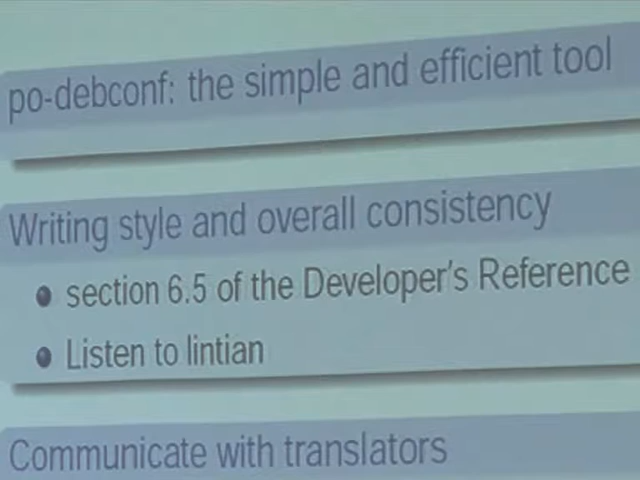 po-debconf: the simple and efficient tool
Writing style and overall consistency
section 6.5 of the Developer's Reference
Listen to lintian
Communicate with translators